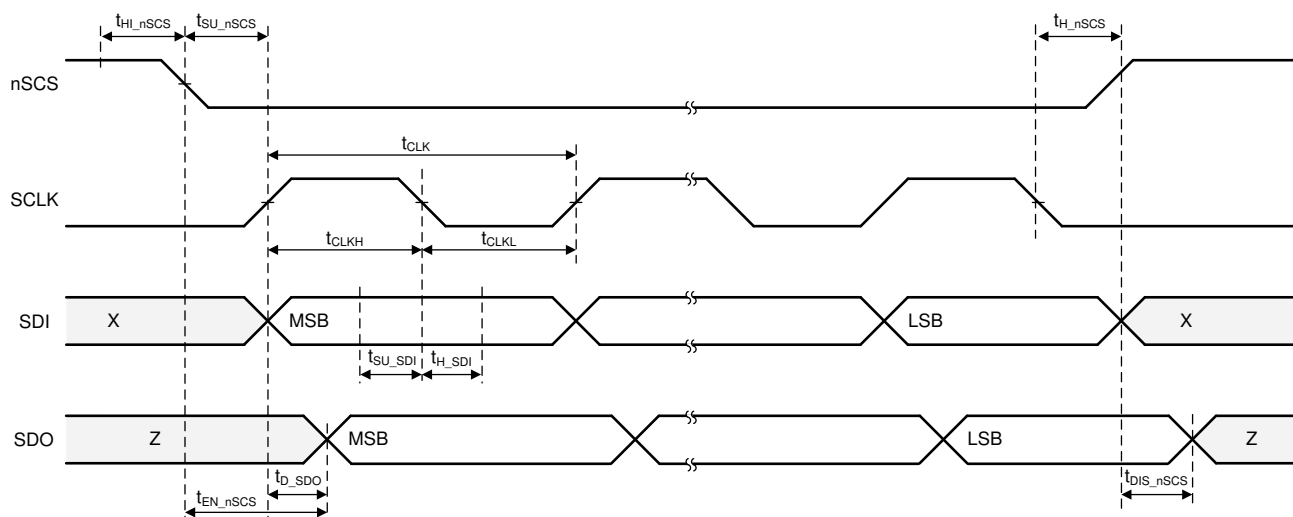 tHI_nSCS tSU_nSCS tH_nSCS
nSCS
tCLK
SCLK
tCLKH tCLKL
SDI X MSB LSB X
tSU_SDI tH_SDI
SDO Z MSB LSB Z
tD_SDO
tEN_nSCS
tDIS_nSCS